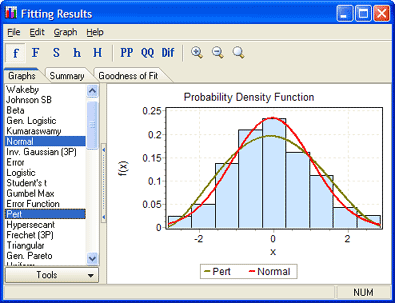 Fitting Results
File Edit Graph Help
f F S h H PP QQ Dif
Graphs Summary Goodness of Fit
Wakeby
Johnson SB
Beta
Gen. Logistic
Kumaraswamy
Normal
Inv. Gaussian (3P)
Error
Logistic
Student's t
Gumbel Max
Error Function
Pert
Hypersecant
Frechet (3P)
Triangular
Gen. Pareto
Uniform
Tools
Probability Density Function
f(x)
0.25
0.2
0.15
0.1
0.05
0
-2 0 2
x
Pert Normal
NUM